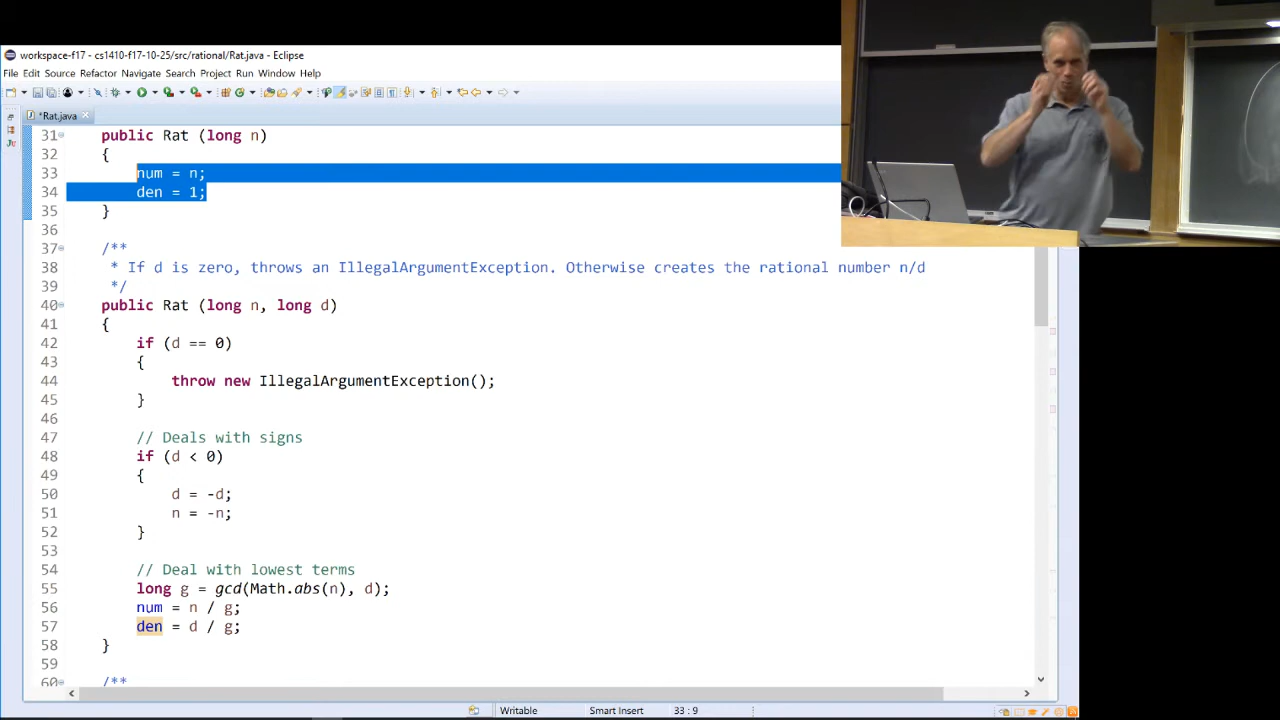 workspace-f17 - cs1410-f17-10-25/src/rational/Rat.java - Eclipse
File Edit Source Refactor Navigate Search Project Run Window Help
*Rat.java
31 public Rat (long n)
32 {
33 num = n;
34 den = 1;
35 }
36
37 /**
38 * If d is zero, throws an IllegalArgumentException. Otherwise creates the rational number n/d
39 */
40 public Rat (long n, long d)
41 {
42 if (d == 0)
43 {
44 throw new IllegalArgumentException();
45 }
46
47 // Deals with signs
48 if (d < 0)
49 {
50 d = -d;
51 n = -n;
52 }
53
54 // Deal with lowest terms
55 long g = gcd(Math.abs(n), d);
56 num = n / g;
57 den = d / g;
58 }
59
60 /**
Writable Smart Insert 33 : 9